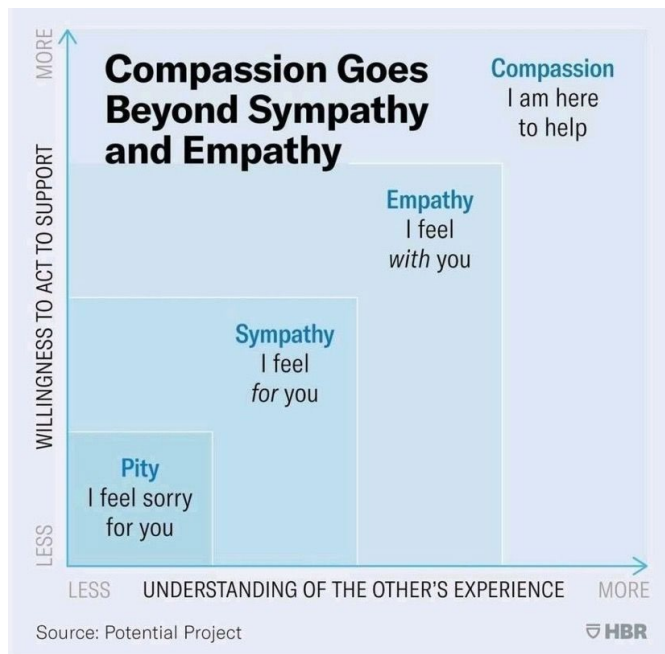 Compassion Goes
Beyond Sympathy
and Empathy
Compassion
I am here
to help
Empathy
I feel
with you
Sympathy
I feel
for you
Pity
I feel sorry
for you
MORE
WILLINGNESS TO ACT TO SUPPORT
LESS
LESS
UNDERSTANDING OF THE OTHER'S EXPERIENCE
MORE
Source: Potential Project
HBR